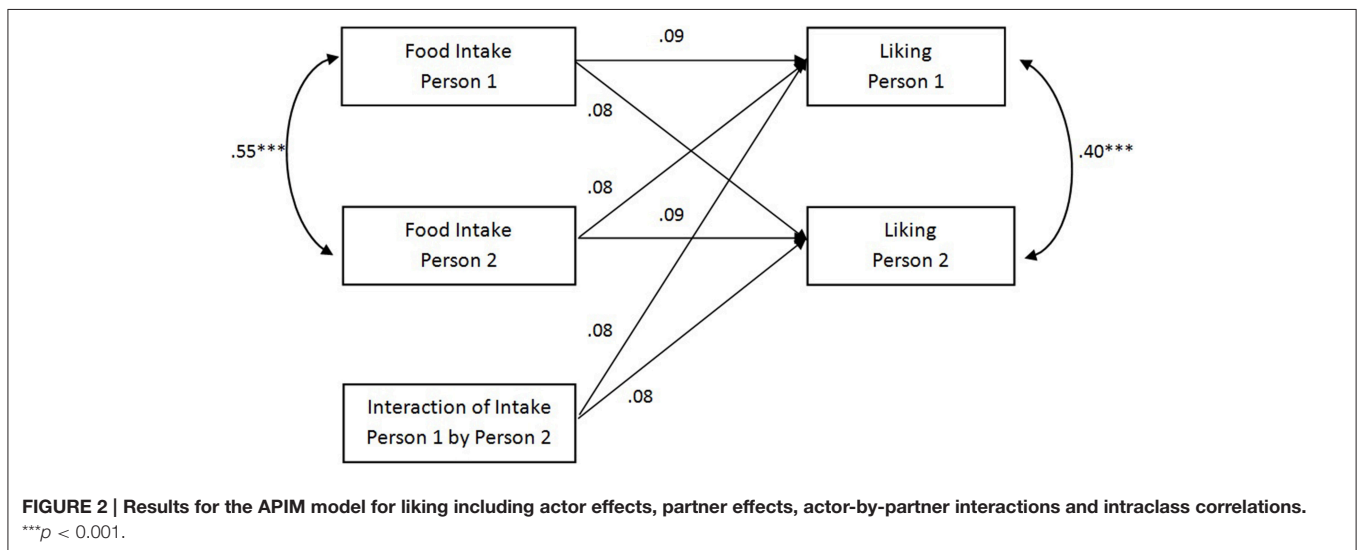 .09
Food Intake
Person 1
Liking
Person 1
.08
.55***
.40***
.08
.09
Food Intake
Person 2
Liking
Person 2
.08
.08
Interaction of Intake
Person 1 by Person 2
FIGURE 2 | Results for the APIM model for liking including actor effects, partner effects, actor-by-partner interactions and intraclass correlations.
***p < 0.001.